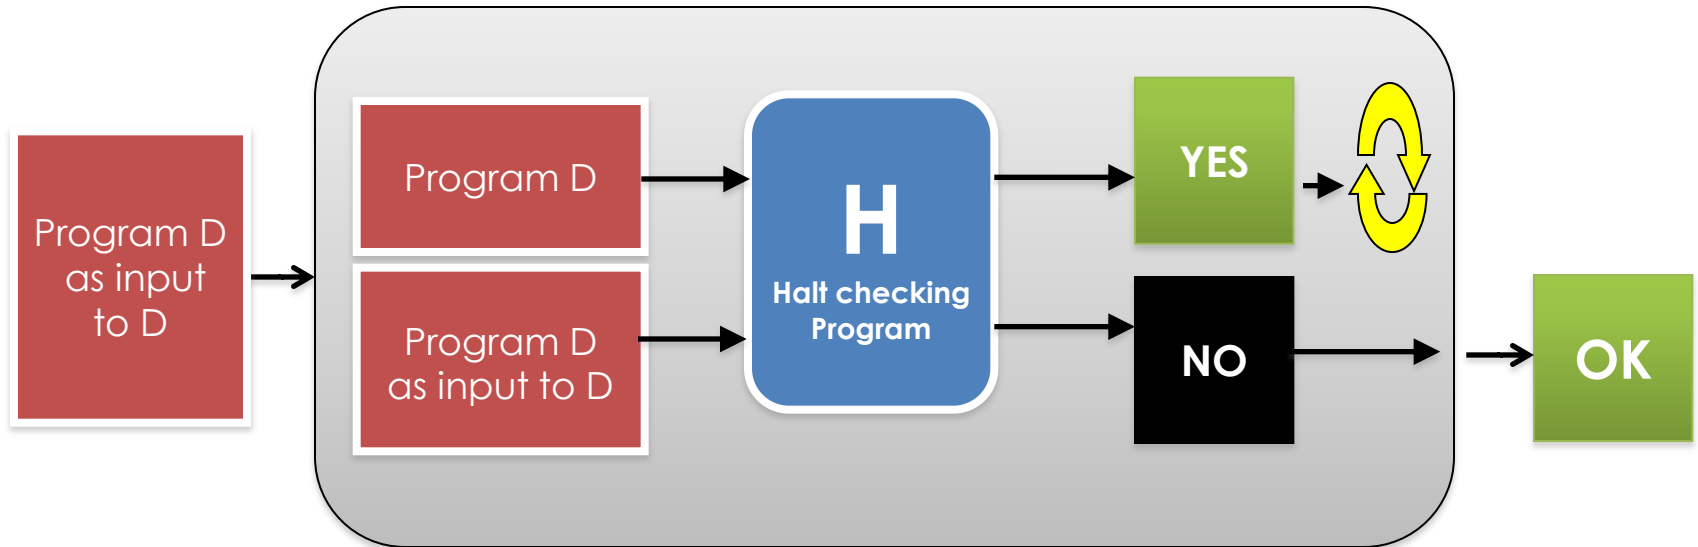 Program D
as input
to D
Program D
Program D
as input to D
H
Halt checking
Program
YES
NO
OK